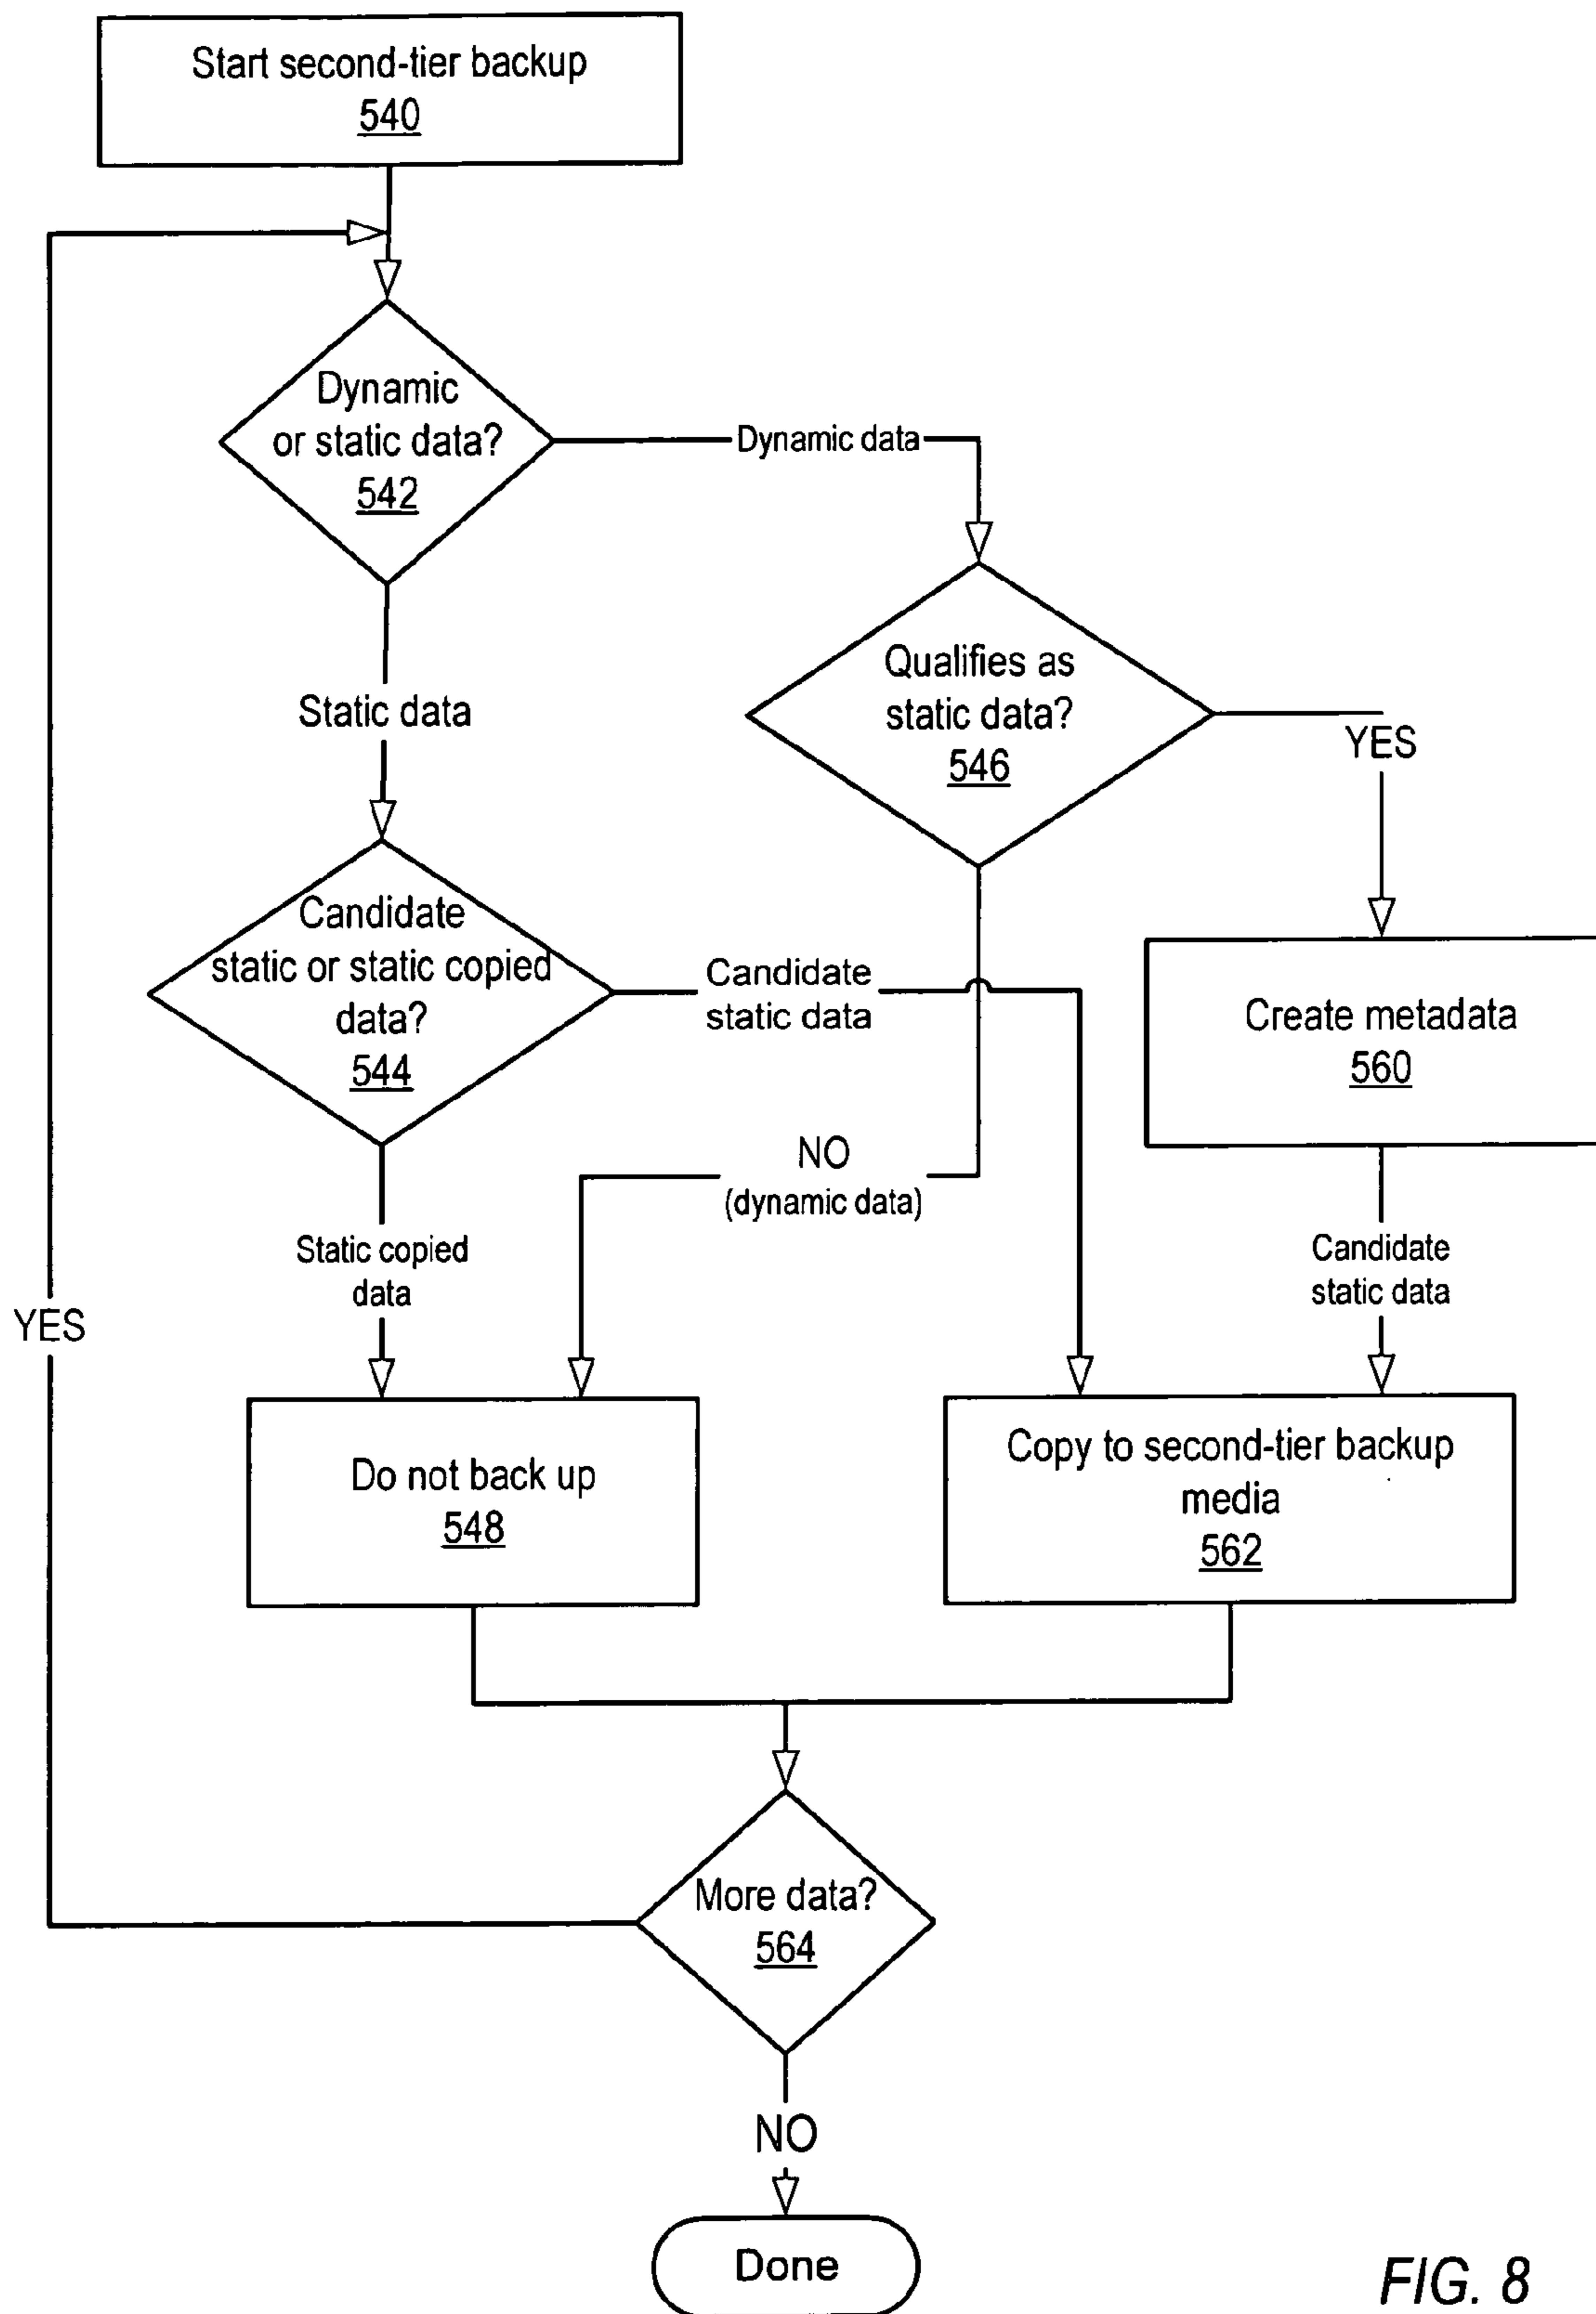 Start second-tier backup
540
Dynamic
or static data?
542
Dynamic data
Static data
Qualifies as
static data?
546
YES
Candidate
static or static copied
data?
544
Candidate
static data
Create metadata
560
NO
(dynamic data)
Static copied
data
Candidate
static data
YES
Do not back up
548
Copy to second-tier backup
media
562
More data?
564
NO
Done
FIG. 8